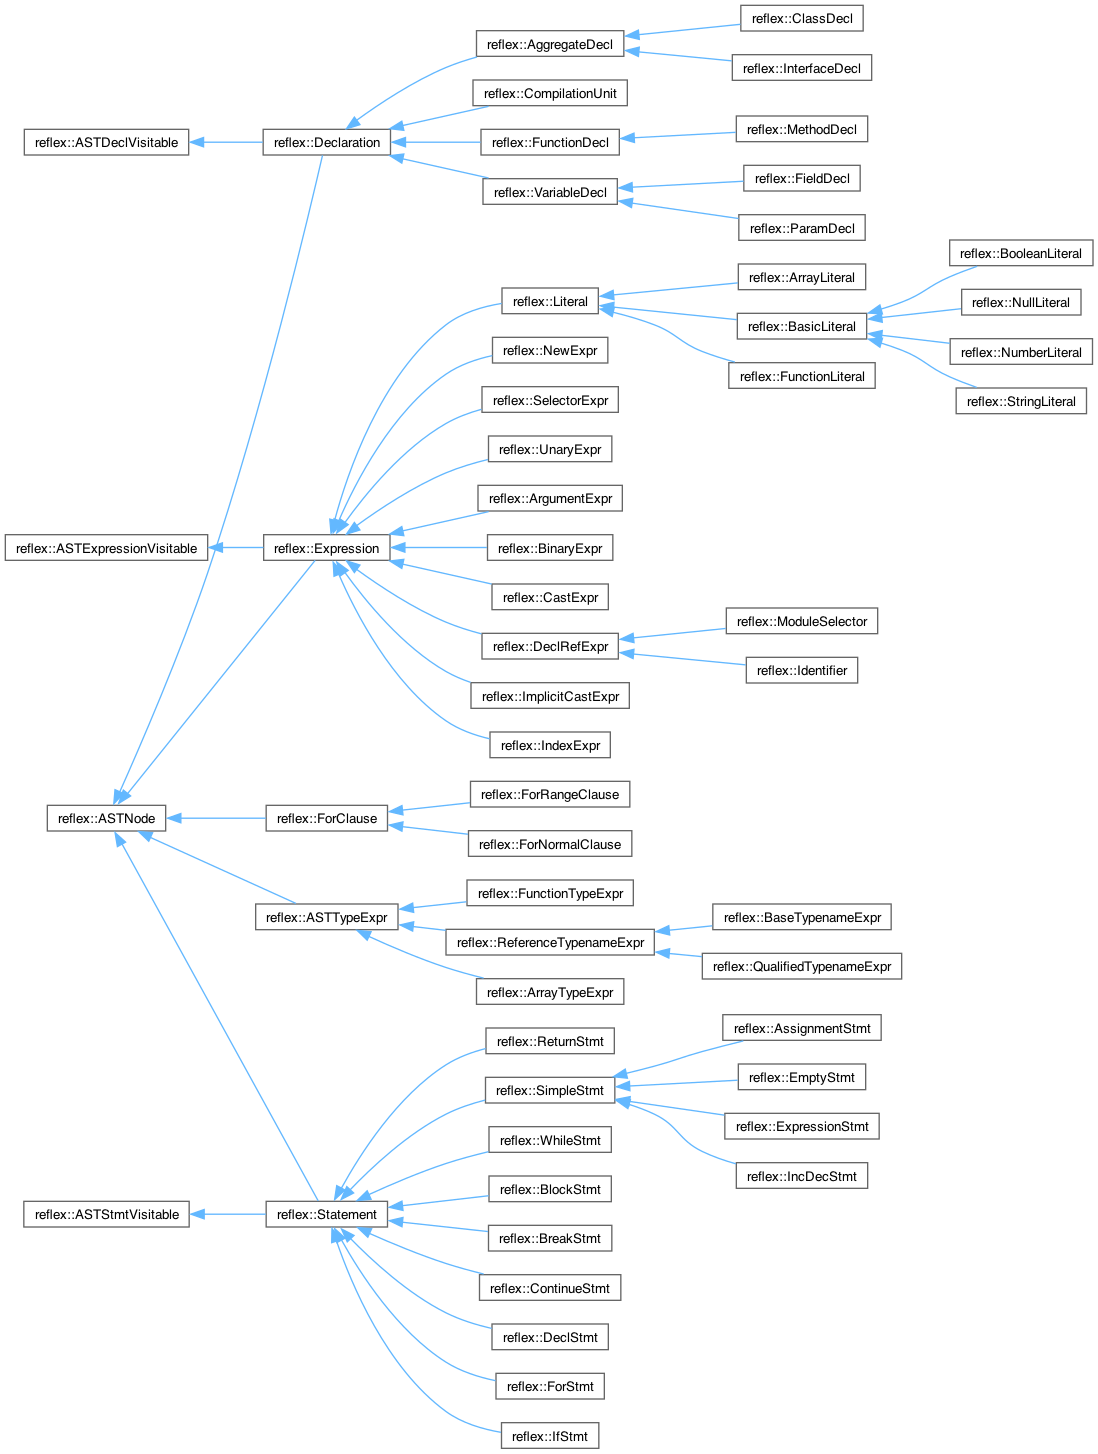 reflex::ClassDecl
reflex::AggregateDecl
reflex::InterfaceDecl
reflex::CompilationUnit
reflex::MethodDecl
reflex::ASTDeclVisitable
reflex::Declaration
reflex::FunctionDecl
reflex::FieldDecl
reflex::VariableDecl
reflex::ParamDecl
reflex::BooleanLiteral
reflex::ArrayLiteral
reflex::Literal
reflex::NullLiteral
reflex::BasicLiteral
reflex::NewExpr
reflex::NumberLiteral
reflex::FunctionLiteral
reflex::SelectorExpr
reflex::StringLiteral
reflex::UnaryExpr
reflex::ArgumentExpr
reflex::ASTExpressionVisitable
reflex::Expression
reflex::BinaryExpr
reflex::CastExpr
reflex::ModuleSelector
reflex::DeclRefExpr
reflex::Identifier
reflex::ImplicitCastExpr
reflex::IndexExpr
reflex::ForRangeClause
reflex::ASTNode
reflex::ForClause
reflex::ForNormalClause
reflex::FunctionTypeExpr
reflex::ASTTypeExpr
reflex::BaseTypenameExpr
reflex::ReferenceTypenameExpr
reflex::QualifiedTypenameExpr
reflex::ArrayTypeExpr
reflex::AssignmentStmt
reflex::ReturnStmt
reflex::EmptyStmt
reflex::SimpleStmt
reflex::ExpressionStmt
reflex::WhileStmt
reflex::IncDecStmt
reflex::BlockStmt
reflex::ASTStmtVisitable
reflex::Statement
reflex::BreakStmt
reflex::ContinueStmt
reflex::DeclStmt
reflex::ForStmt
reflex::IfStmt